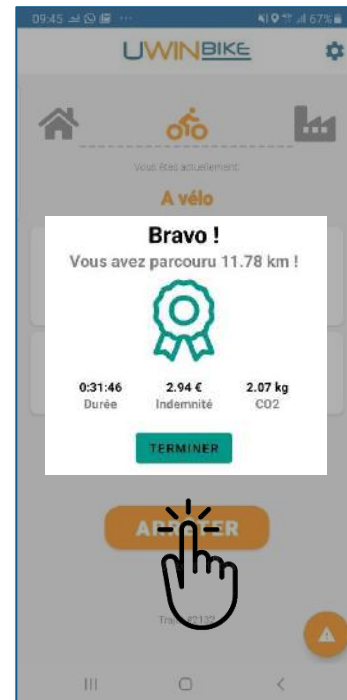 09:45 67%
UWINBIKE
Vous êtes actuellement
A vélo
Bravo !
Vous avez parcouru 11.78 km !
0:31:46 2.94 € 2.07 kg
Durée Indemnité CO2
TERMINER
ARRETER